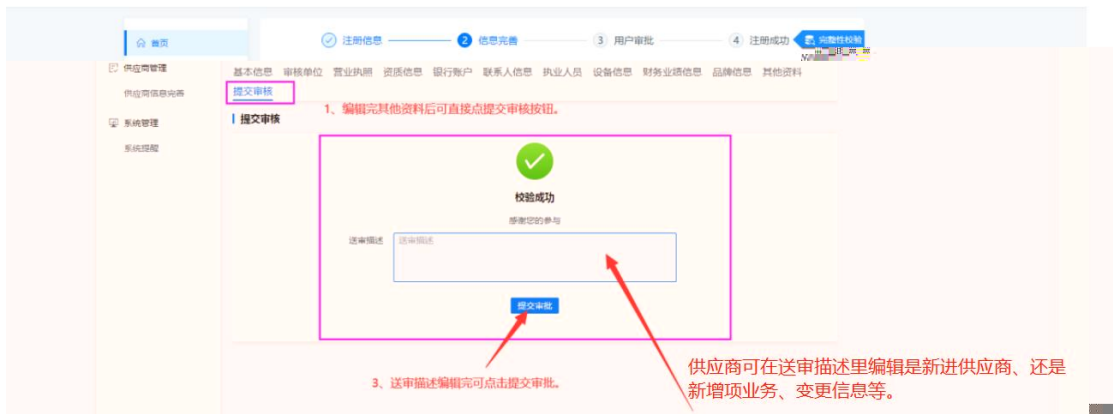 首页
注册信息
2 信息完善
3 用户审批
4 注册成功
完整性校验
供应商管理
供应商信息完善
系统管理
系统提醒
基本信息 审核单位 营业执照 资质信息 银行账户 联系人信息 执业人员 设备信息 财务业绩信息 品牌信息 其他资料
提交审核
1、编辑完其他资料后可直接点提交审核按钮。
提交审核
校验成功
感谢您的参与
送审描述 送审描述
提交审批
3、送审描述编辑完可点击提交审批。
供应商可在送审描述里编辑是新进供应商、还是
新增项业务、变更信息等。